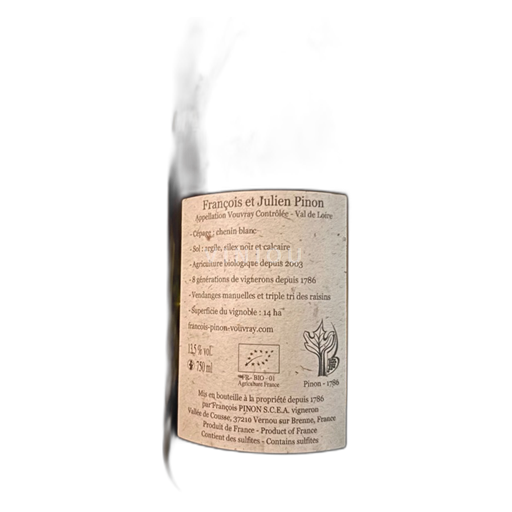 François et Julien Pinon
Appellation Vouvray Contrôlée - Val de Loire
- Cépage : chenin blanc
- Sol : argile, silex noir et calcaire
- Agriculture biologique depuis 2003
- 8 générations de vignerons depuis 1786
- Vendanges manuelles et triple tri des raisins
- Superficie du vignoble : 14 ha
francois-pinon-vouvray.com
12,5 % vol.
750 ml
FR - BIO - 01
Agriculture France
Pinon - 1786
Mis en bouteille à la propriété depuis 1786
par François PINON S.C.E.A. vigneron
Vallée de Cousse, 37210 Vernou sur Brenne, France
Produit de France - Product of France
Contient des sulfites - Contains sulfites